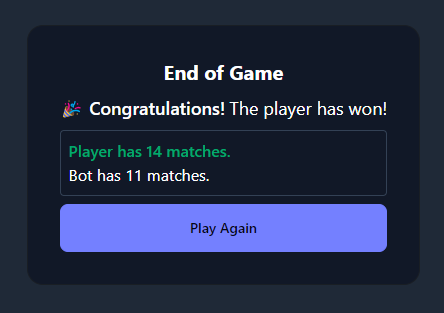 End of Game
🎉 Congratulations! The player has won!
Player has 14 matches.
Bot has 11 matches.
Play Again